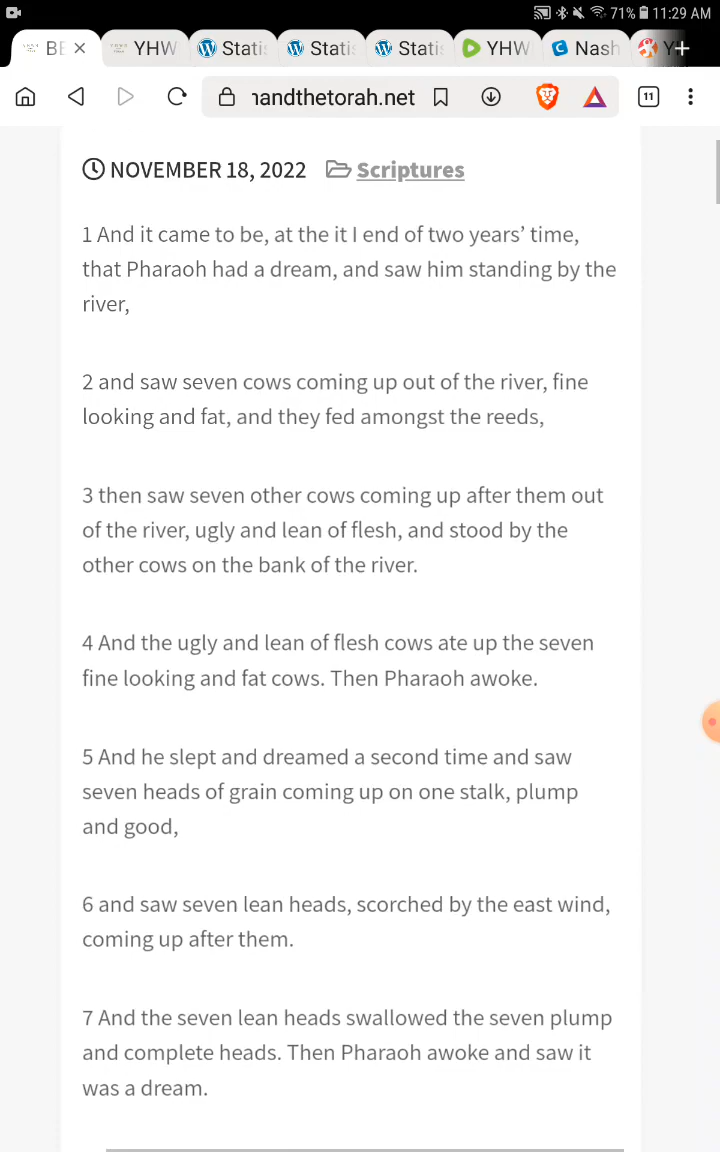 71% 11:29 AM
BE YHW Statis Statis Statis YHW Nash Y
handthetorah.net 11
NOVEMBER 18, 2022 Scriptures
1 And it came to be, at the it I end of two years’ time,
that Pharaoh had a dream, and saw him standing by the
river,
2 and saw seven cows coming up out of the river, fine
looking and fat, and they fed amongst the reeds,
3 then saw seven other cows coming up after them out
of the river, ugly and lean of flesh, and stood by the
other cows on the bank of the river.
4 And the ugly and lean of flesh cows ate up the seven
fine looking and fat cows. Then Pharaoh awoke.
5 And he slept and dreamed a second time and saw
seven heads of grain coming up on one stalk, plump
and good,
6 and saw seven lean heads, scorched by the east wind,
coming up after them.
7 And the seven lean heads swallowed the seven plump
and complete heads. Then Pharaoh awoke and saw it
was a dream.